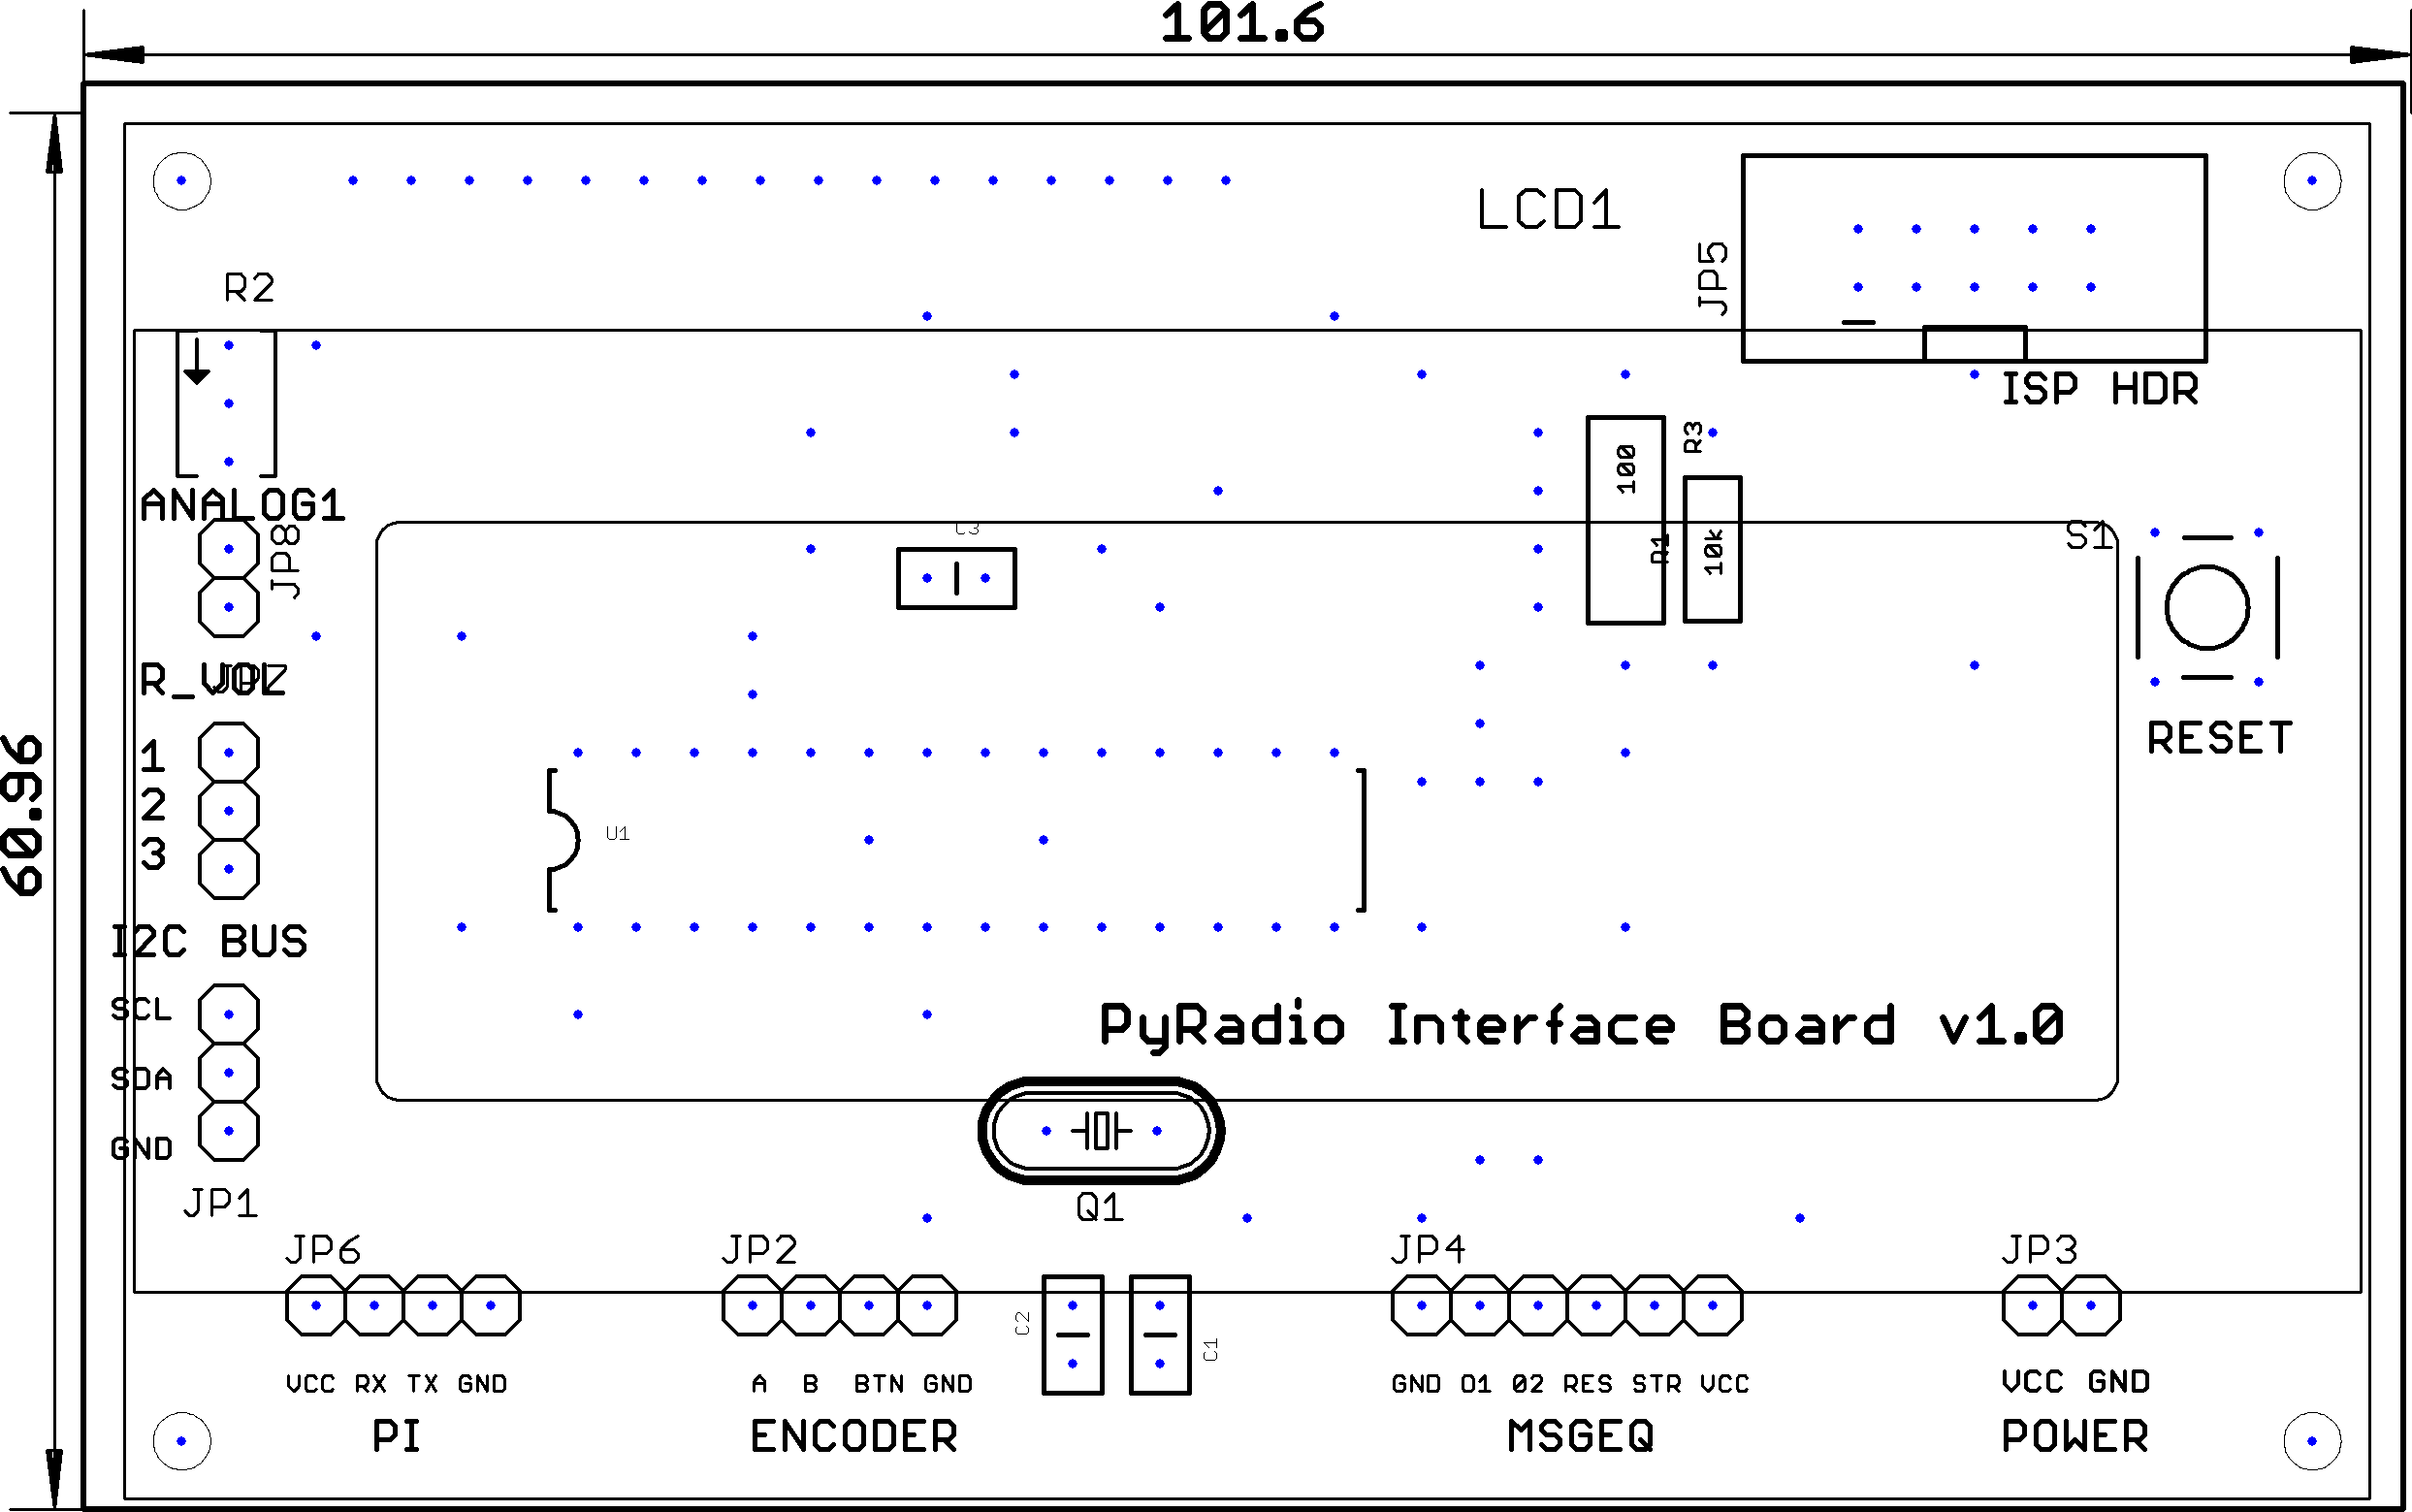 101.6
LCD1
JP5
R2
ISP HDR
R3
100
ANALOG1
C3
S1
JP8
R1
10k
R_VOL
JP7
RESET
60.96
1
2
3
U1
I2C BUS
SCL
PyRadio Interface Board v1.0
SDA
GND
JP1
Q1
JP6
JP2
JP4
JP3
C2
C1
VCC RX TX GND
A B BTN GND
GND O1 02 RES STR VCC
VCC GND
PI
ENCODER
MSGEQ
POWER